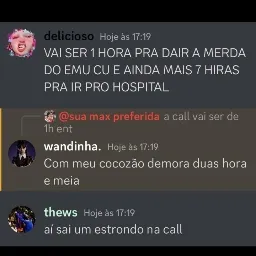 delicioso Hoje às 17:19
VAI SER 1 HORA PRA DAIR A MERDA
DO EMU CU E AINDA MAIS 7 HIRAS
PRA IR PRO HOSPITAL
@sua max preferida a call vai ser de
1h ent
wandinha. Hoje às 17:19
Com meu cocozão demora duas hora
e meia
thews Hoje às 17:19
aí sai um estrondo na call